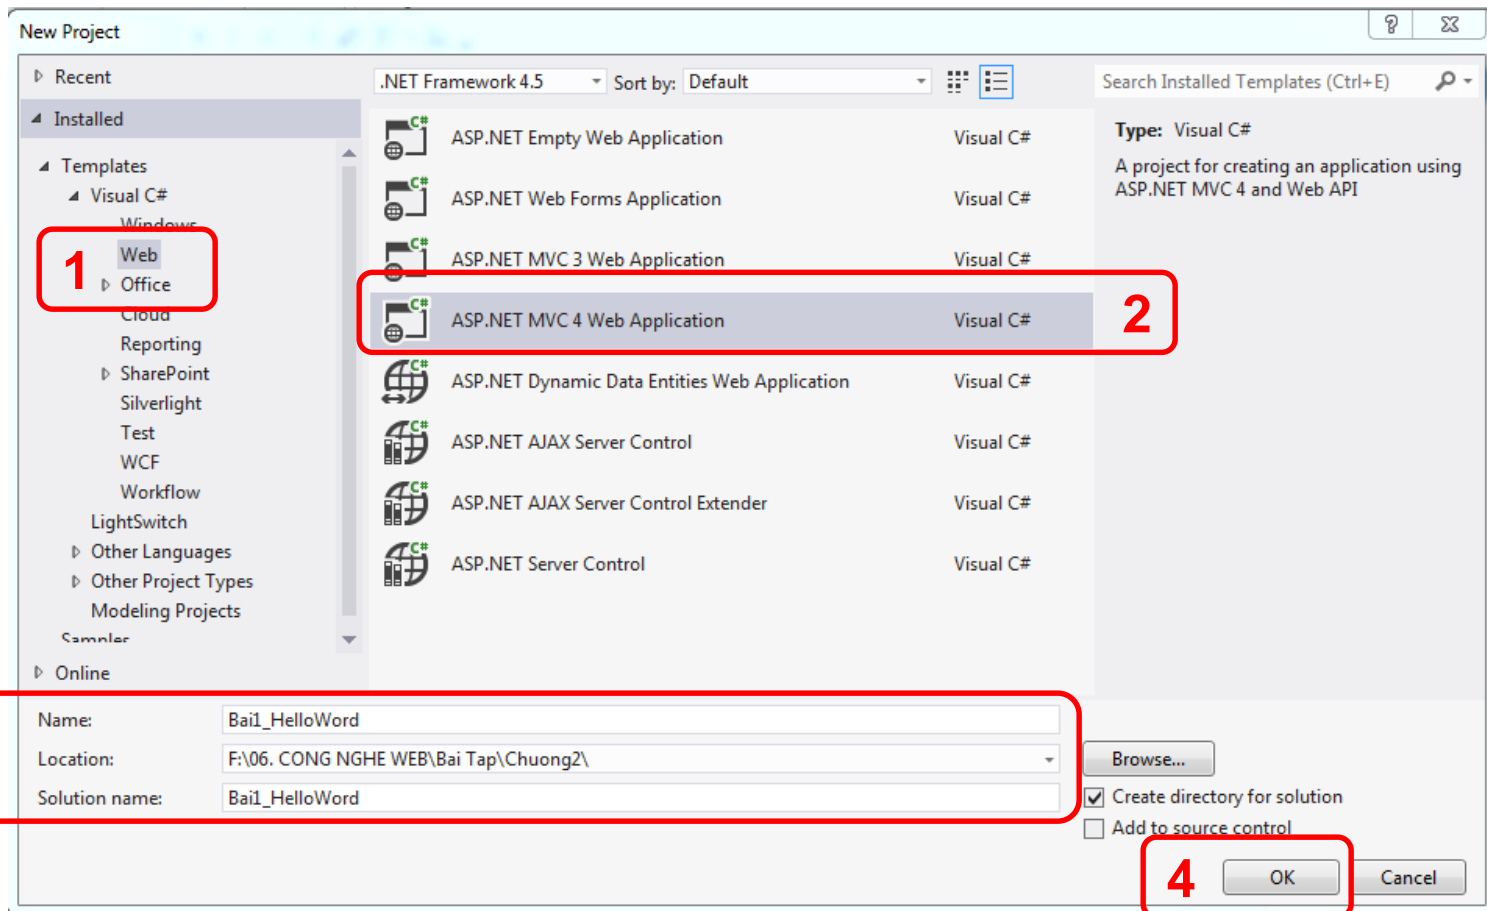 New Project
Recent
.NET Framework 4.5 Sort by: Default
Search Installed Templates (Ctrl+E)
Installed
Templates
Visual C#
Windows
Web
Office
Cloud
Reporting
SharePoint
Silverlight
Test
WCF
Workflow
LightSwitch
Other Languages
Other Project Types
Modeling Projects
Samples
Online
1
ASP.NET Empty Web Application Visual C#
ASP.NET Web Forms Application Visual C#
ASP.NET MVC 3 Web Application Visual C#
ASP.NET MVC 4 Web Application Visual C# 2
ASP.NET Dynamic Data Entities Web Application Visual C#
ASP.NET AJAX Server Control Visual C#
ASP.NET AJAX Server Control Extender Visual C#
ASP.NET Server Control Visual C#
Type: Visual C#
A project for creating an application using
ASP.NET MVC 4 and Web API
Name: Bai1_HelloWord
Location: F:\06. CONG NGHE WEB\Bai Tap\Chuong2\
Browse...
Solution name: Bai1_HelloWord
Create directory for solution
Add to source control
4 OK Cancel